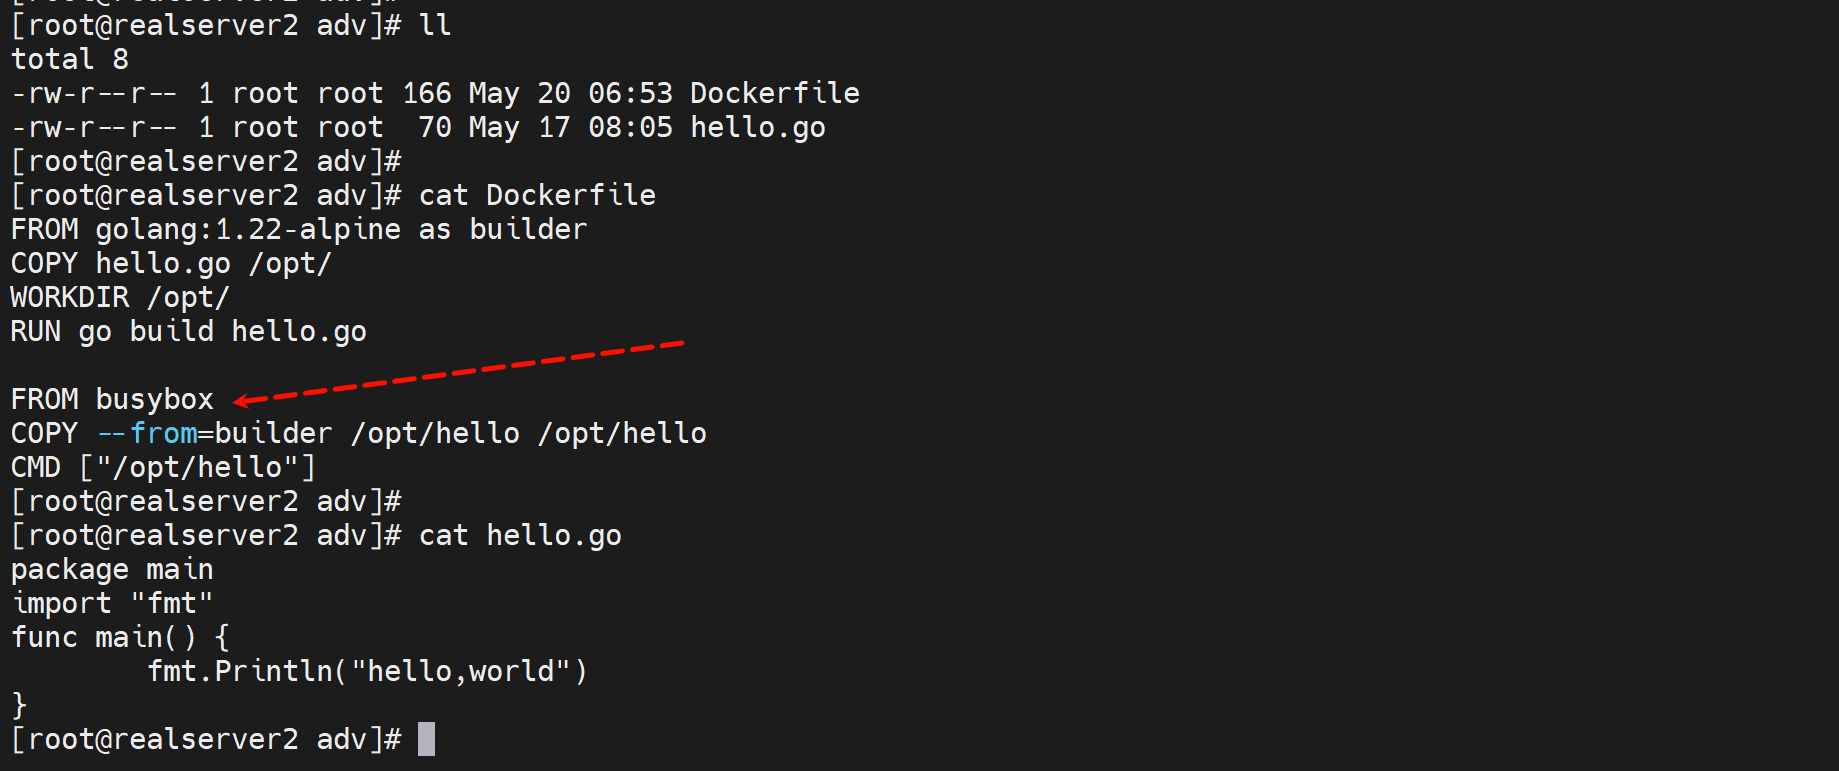 [root@realserver2 adv]# ll
total 8
-rw-r--r-- 1 root root 166 May 20 06:53 Dockerfile
-rw-r--r-- 1 root root  70 May 17 08:05 hello.go
[root@realserver2 adv]#
[root@realserver2 adv]# cat Dockerfile
FROM golang:1.22-alpine as builder
COPY hello.go /opt/
WORKDIR /opt/
RUN go build hello.go

FROM busybox
COPY --from=builder /opt/hello /opt/hello
CMD ["/opt/hello"]
[root@realserver2 adv]#
[root@realserver2 adv]# cat hello.go
package main
import "fmt"
func main() {
        fmt.Println("hello,world")
}
[root@realserver2 adv]#